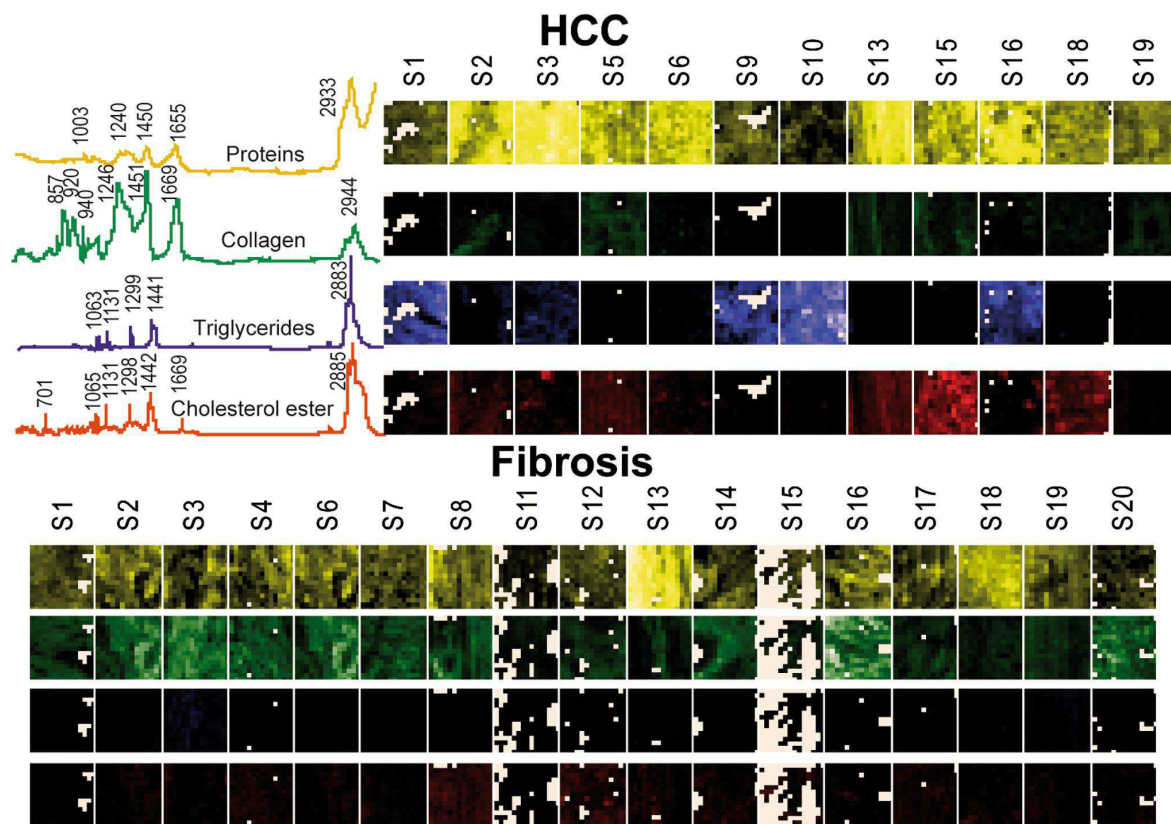 HCC
S1 S2 S3 S5 S6 S9 S10 S13 S15 S16 S18 S19
1003 1240 1450 1655 2933
Proteins
857 920 940 1246 1451 1669 2944
Collagen
1063 1131 1299 1441 2883
Triglycerides
701 1065 1131 1298 1442 1669 2885
Cholesterol ester
Fibrosis
S1 S2 S3 S4 S6 S7 S8 S11 S12 S13 S14 S15 S16 S17 S18 S19 S20